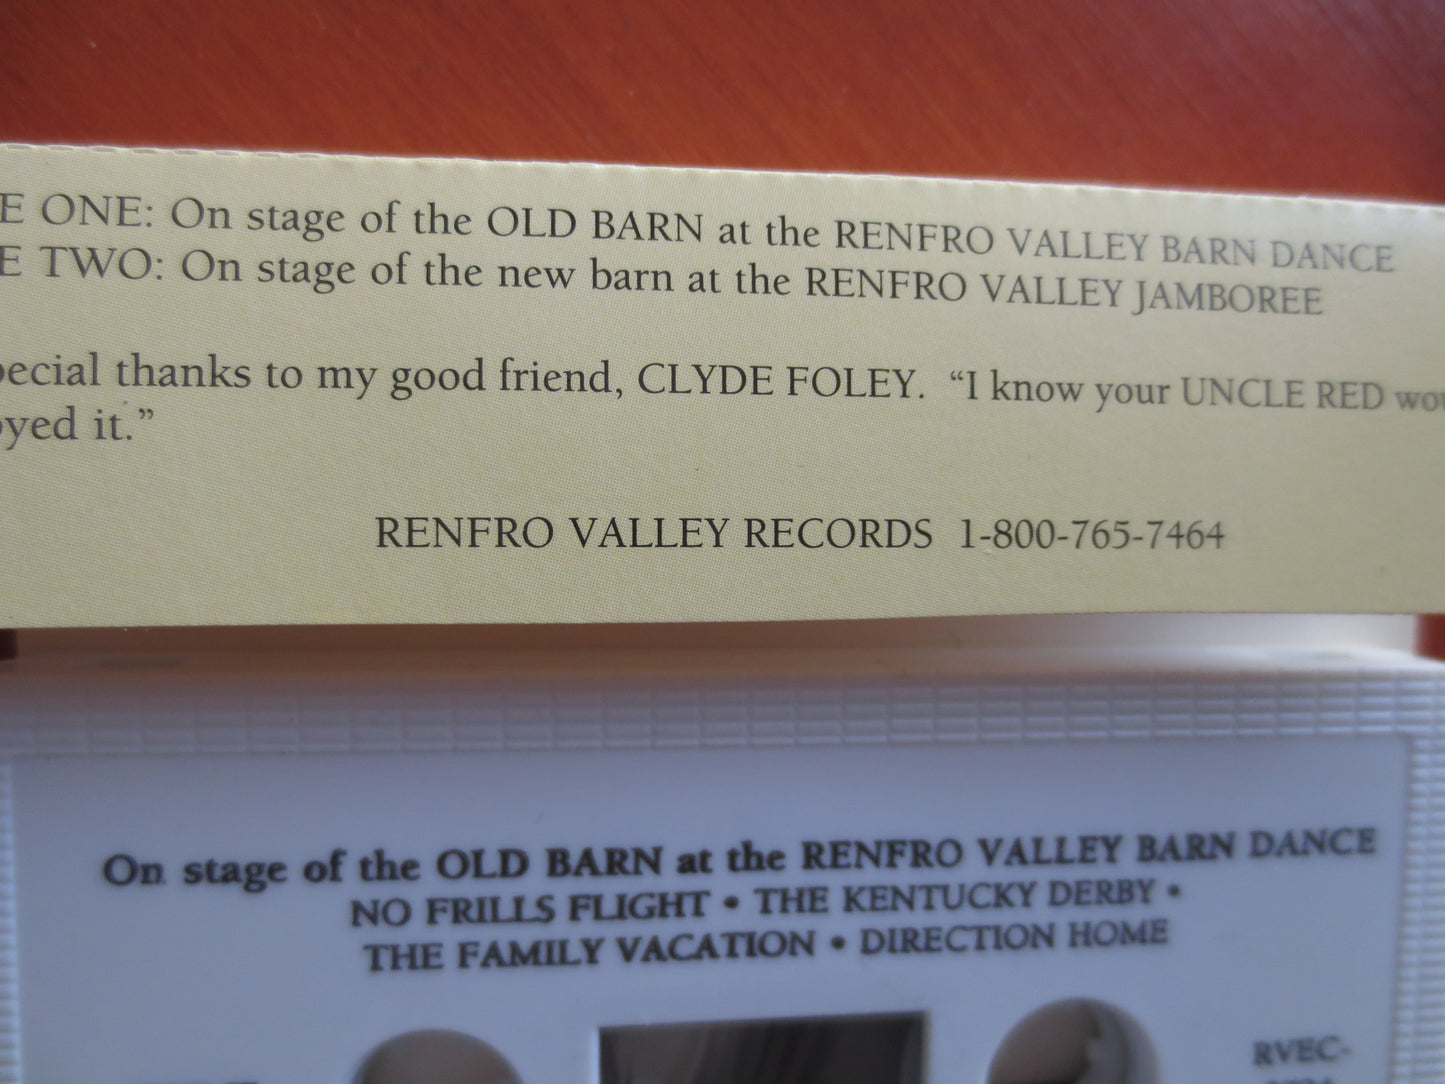 E ONE: On stage of the OLD BARN at the RENFRO VALLEY BARN DANCE
E TWO: On stage of the new barn at the RENFRO VALLEY JAMBOREE
pecial thanks to my good friend, CLYDE FOLEY. “I know your UNCLE RED wou
oyed it.”
RENFRO VALLEY RECORDS 1-800-765-7464
On stage of the OLD BARN at the RENFRO VALLEY BARN DANCE
NO FRILLS FLIGHT • THE KENTUCKY DERBY •
THE FAMILY VACATION • DIRECTION HOME
RVEC-